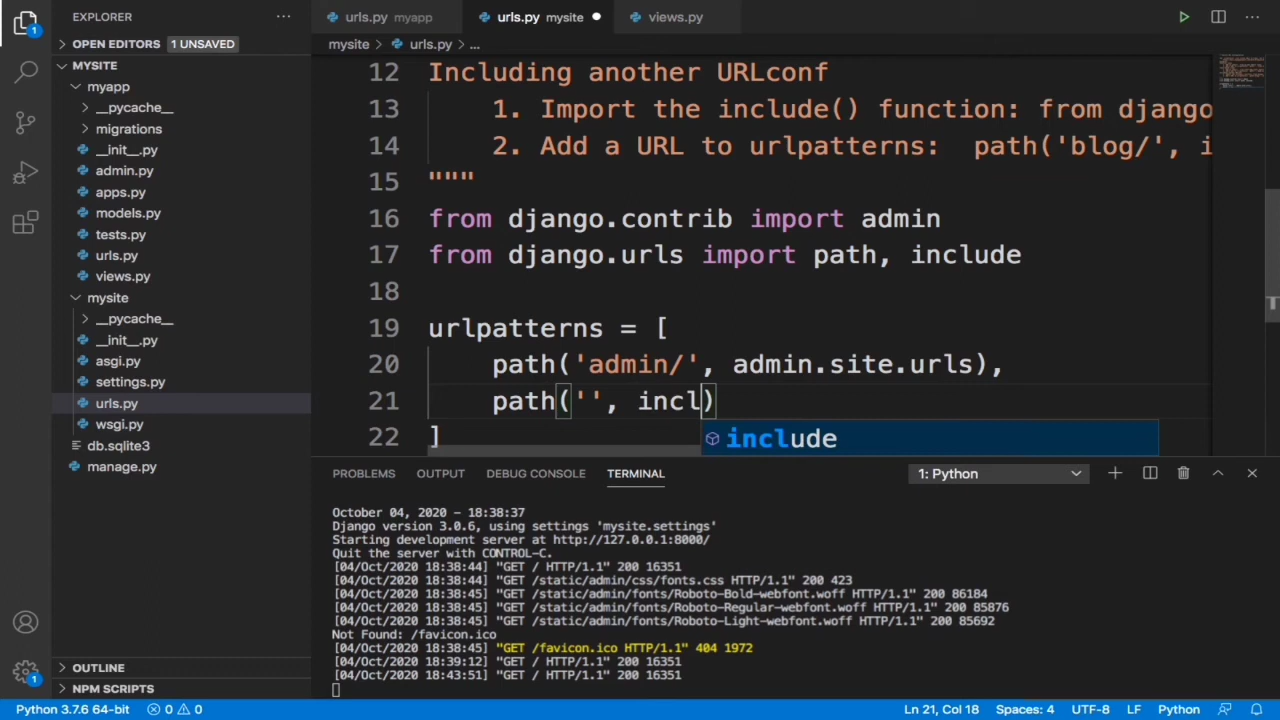 EXPLORER
urls.py myapp
urls.py mysite
views.py
OPEN EDITORS 1 UNSAVED
mysite > urls.py > ...
MYSITE
myapp
__pycache__
migrations
__init__.py
admin.py
apps.py
models.py
tests.py
urls.py
views.py
mysite
__pycache__
__init__.py
asgi.py
settings.py
urls.py
wsgi.py
db.sqlite3
manage.py
OUTLINE
NPM SCRIPTS
1
1
12 Including another URLconf
13 1. Import the include() function: from django
14 2. Add a URL to urlpatterns: path('blog/', i
15 """
16 from django.contrib import admin
17 from django.urls import path, include
18
19 urlpatterns = [
20 path('admin/', admin.site.urls),
21 path('', incl)
include
22 ]
PROBLEMS OUTPUT DEBUG CONSOLE TERMINAL 1: Python
October 04, 2020 - 18:38:37
Django version 3.0.6, using settings 'mysite.settings'
Starting development server at http://127.0.0.1:8000/
Quit the server with CONTROL-C.
[04/Oct/2020 18:38:44] "GET / HTTP/1.1" 200 16351
[04/Oct/2020 18:38:44] "GET /static/admin/css/fonts.css HTTP/1.1" 200 423
[04/Oct/2020 18:38:45] "GET /static/admin/fonts/Roboto-Bold-webfont.woff HTTP/1.1" 200 86184
[04/Oct/2020 18:38:45] "GET /static/admin/fonts/Roboto-Regular-webfont.woff HTTP/1.1" 200 85876
[04/Oct/2020 18:38:45] "GET /static/admin/fonts/Roboto-Light-webfont.woff HTTP/1.1" 200 85692
Not Found: /favicon.ico
[04/Oct/2020 18:38:45] "GET /favicon.ico HTTP/1.1" 404 1972
[04/Oct/2020 18:39:12] "GET / HTTP/1.1" 200 16351
[04/Oct/2020 18:43:51] "GET / HTTP/1.1" 200 16351
Python 3.7.6 64-bit 0 0 Ln 21, Col 18 Spaces: 4 UTF-8 LF Python